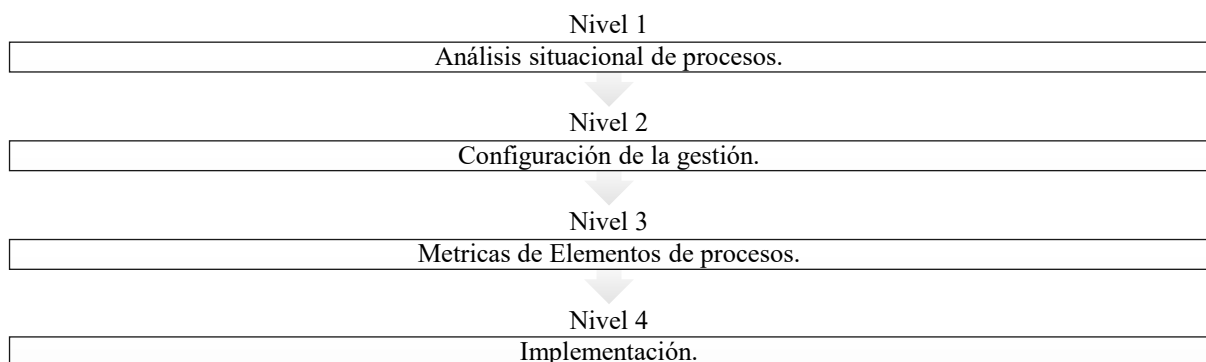 Nivel 1
Análisis situacional de procesos.
Nivel 2
Configuración de la gestión.
Nivel 3
Metricas de Elementos de procesos.
Nivel 4
Implementación.